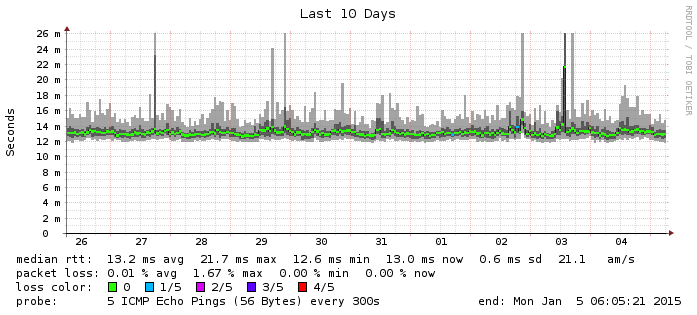 Last 10 Days
RRDTOOL / TOBI OETIKER
Seconds
26 m
24 m
22 m
20 m
18 m
16 m
14 m
12 m
10 m
8 m
6 m
4 m
2 m
0
26 27 28 29 30 31 01 02 03 04
median rtt: 13.2 ms avg 21.7 ms max 12.6 ms min 13.0 ms now 0.6 ms sd 21.1 am/s
packet loss: 0.01 % avg 1.67 % max 0.00 % min 0.00 % now
loss color: 0 1/5 2/5 3/5 4/5
probe: 5 ICMP Echo Pings (56 Bytes) every 300s end: Mon Jan 5 06:05:21 2015